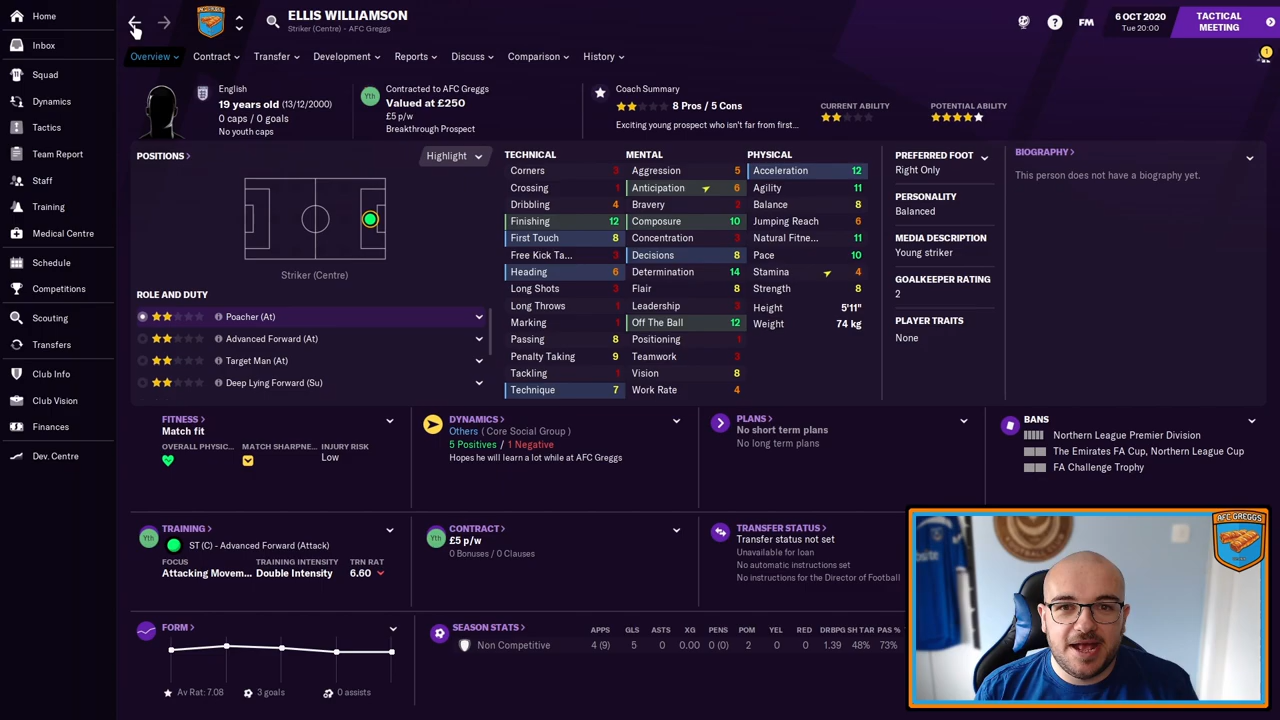 Home
Inbox
Squad
Dynamics
Tactics
Team Report
Staff
Training
Medical Centre
Schedule
Competitions
Scouting
Transfers
Club Info
Club Vision
Finances
Dev. Centre
ELLIS WILLIAMSON
Striker (Centre) - AFC Greggs
?
FM
6 OCT 2020
Tue 20:00
TACTICAL
MEETING
Overview
Contract
Transfer
Development
Reports
Discuss
Comparison
History
1
English
19 years old (13/12/2000)
0 caps / 0 goals
No youth caps
Yth
Contracted to AFC Greggs
Valued at £250
£5 p/w
Breakthrough Prospect
Coach Summary
8 Pros / 5 Cons
Exciting young prospect who isn't far from first...
CURRENT ABILITY
POTENTIAL ABILITY
POSITIONS
Highlight
Striker (Centre)
ROLE AND DUTY
Poacher (At)
Advanced Forward (At)
Target Man (At)
Deep Lying Forward (Su)
TECHNICAL
Corners 3
Crossing 1
Dribbling 4
Finishing 12
First Touch 8
Free Kick Ta... 3
Heading 6
Long Shots 3
Long Throws 1
Marking 1
Passing 8
Penalty Taking 9
Tackling 1
Technique 7
MENTAL
Aggression 5
Anticipation 6
Bravery 2
Composure 10
Concentration 3
Decisions 8
Determination 14
Flair 8
Leadership 3
Off The Ball 12
Positioning 1
Teamwork 3
Vision 8
Work Rate 4
PHYSICAL
Acceleration 12
Agility 11
Balance 8
Jumping Reach 6
Natural Fitne... 11
Pace 10
Stamina 4
Strength 8
Height 5'11"
Weight 74 kg
PREFERRED FOOT
Right Only
PERSONALITY
Balanced
MEDIA DESCRIPTION
Young striker
GOALKEEPER RATING
2
PLAYER TRAITS
None
BIOGRAPHY
This person does not have a biography yet.
FITNESS
Match fit
OVERALL PHYSIC... MATCH SHARPNE... INJURY RISK
Low
DYNAMICS
Others ( Core Social Group )
5 Positives / 1 Negative
Hopes he will learn a lot while at AFC Greggs
PLANS
No short term plans
No long term plans
BANS
Northern League Premier Division
The Emirates FA Cup, Northern League Cup
FA Challenge Trophy
Yth
TRAINING
ST (C) - Advanced Forward (Attack)
FOCUS TRAINING INTENSITY TRN RAT
Attacking Movem... Double Intensity 6.60
Yth
CONTRACT
£5 p/w
0 Bonuses / 0 Clauses
TRANSFER STATUS
Transfer status not set
Unavailable for loan
No automatic instructions set
No instructions for the Director of Football
FORM
Av Rat: 7.08 3 goals 0 assists
SEASON STATS APPS GLS ASTS XG PENS POM YEL RED DRBPG SH TAR PAS %
Non Competitive 4 (9) 5 0 0.00 0 (0) 2 0 0 1.39 48% 73%
AFC GREGGS